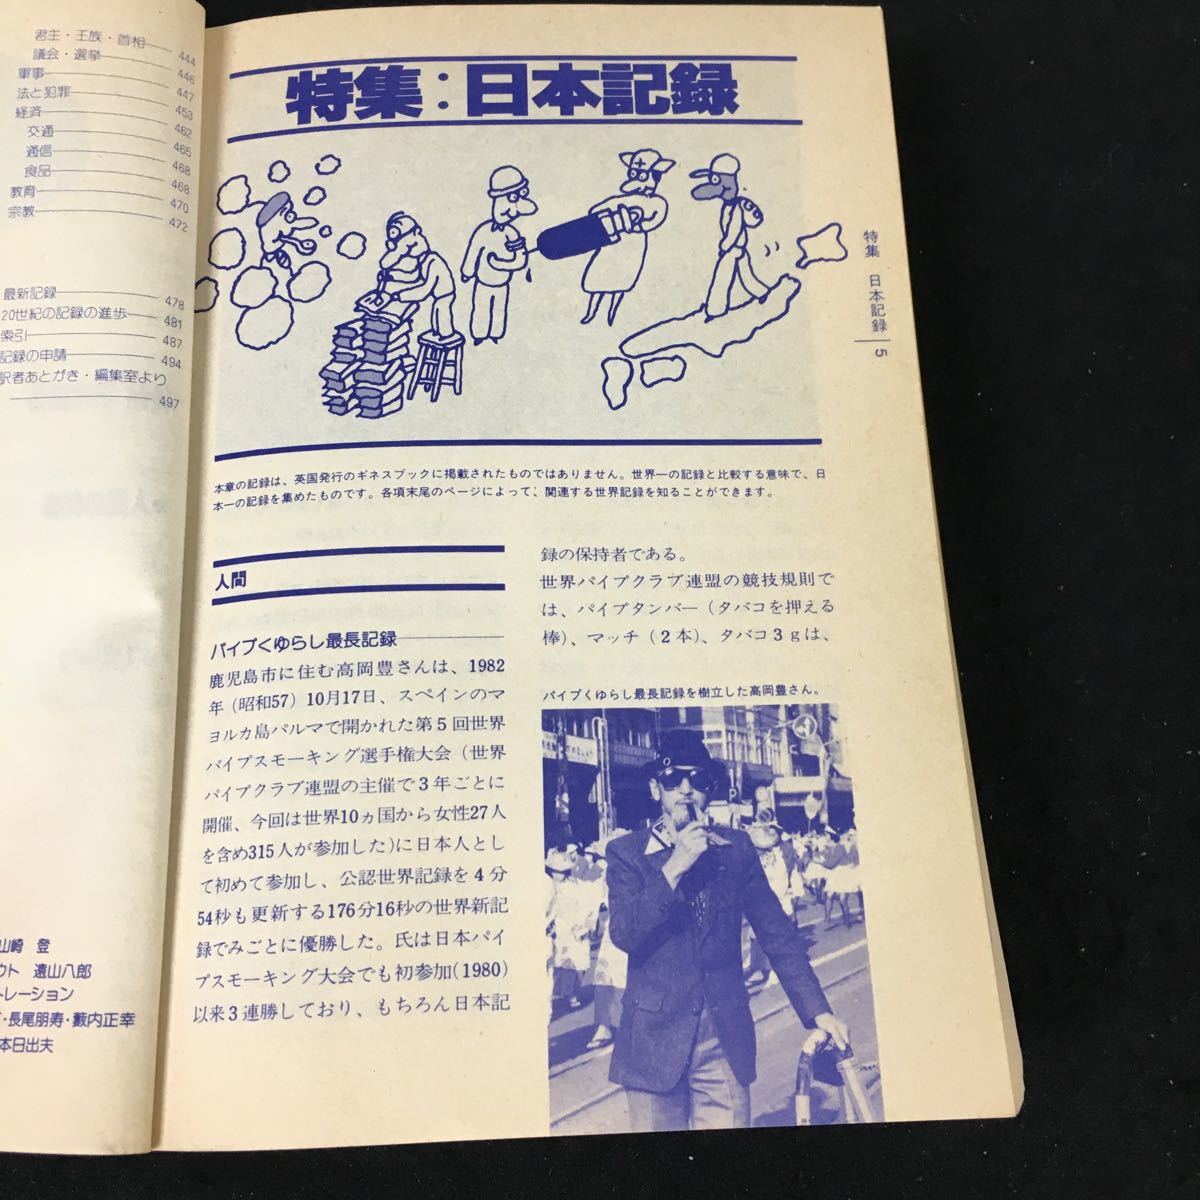 君主・王族・首相 444
議会・選挙 446
軍事 447
法と犯罪 453
経済 462
交通 465
通信 468
食品 468
教育 470
宗教 472
最新記録 478
20世紀の記録の進歩 481
索引 487
記録の申請 494
訳者あとがき・編集室より
497
山崎 登
ウト 遠山八郎
トレーション
・長尾朋寿・藪内正幸
本日出夫
特集:日本記録
特集 日本記録 5
本章の記録は、英国発行のギネスブックに掲載されたものではありません。世界一の記録と比較する意味で、日
本一の記録を集めたものです。各項末尾のページによって、関連する世界記録を知ることができます。
人間
パイプくゆらし最長記録
鹿児島市に住む高岡豊さんは、1982
年(昭和57)10月17日、スペインのマ
ヨルカ島パルマで開かれた第5回世界
パイプスモーキング選手権大会(世界
パイプクラブ連盟の主催で3年ごとに
開催、今回は世界10ヵ国から女性27人
を含め315人が参加した)に日本人とし
て初めて参加し、公認世界記録を4分
54秒も更新する176分16秒の世界新記
録でみごとに優勝した。氏は日本パイ
プスモーキング大会でも初参加(1980)
以来3連勝しており、もちろん日本記
録の保持者である。
世界パイプクラブ連盟の競技規則で
は、パイプタンバー(タバコを押える
棒)、マッチ(2本)、タバコ3gは、
パイプくゆらし最長記録を樹立した高岡豊さん。